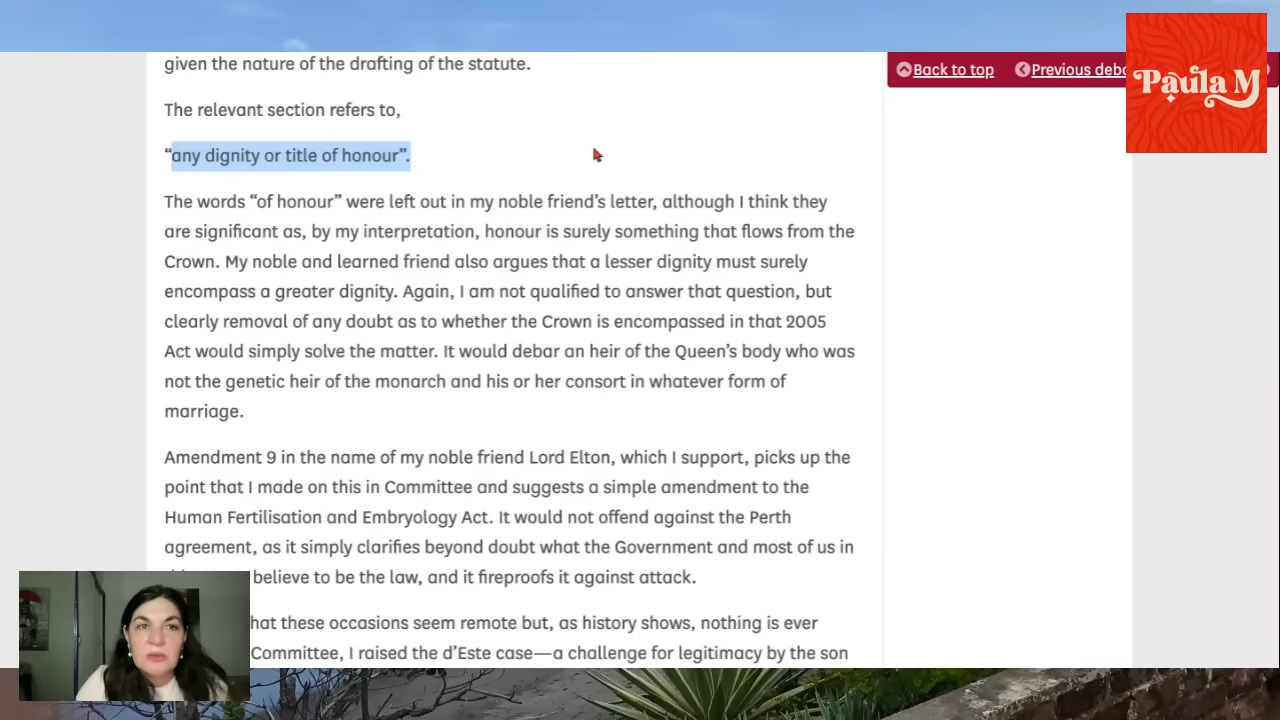 given the nature of the drafting of the statute.
Back to top
Previous deb
Paula M
The relevant section refers to,
“any dignity or title of honour”.
The words “of honour” were left out in my noble friend’s letter, although I think they
are significant as, by my interpretation, honour is surely something that flows from the
Crown. My noble and learned friend also argues that a lesser dignity must surely
encompass a greater dignity. Again, I am not qualified to answer that question, but
clearly removal of any doubt as to whether the Crown is encompassed in that 2005
Act would simply solve the matter. It would debar an heir of the Queen’s body who was
not the genetic heir of the monarch and his or her consort in whatever form of
marriage.
Amendment 9 in the name of my noble friend Lord Elton, which I support, picks up the
point that I made on this in Committee and suggests a simple amendment to the
Human Fertilisation and Embryology Act. It would not offend against the Perth
agreement, as it simply clarifies beyond doubt what the Government and most of us in
believe to be the law, and it fireproofs it against attack.
hat these occasions seem remote but, as history shows, nothing is ever
Committee, I raised the d’Este case—a challenge for legitimacy by the son